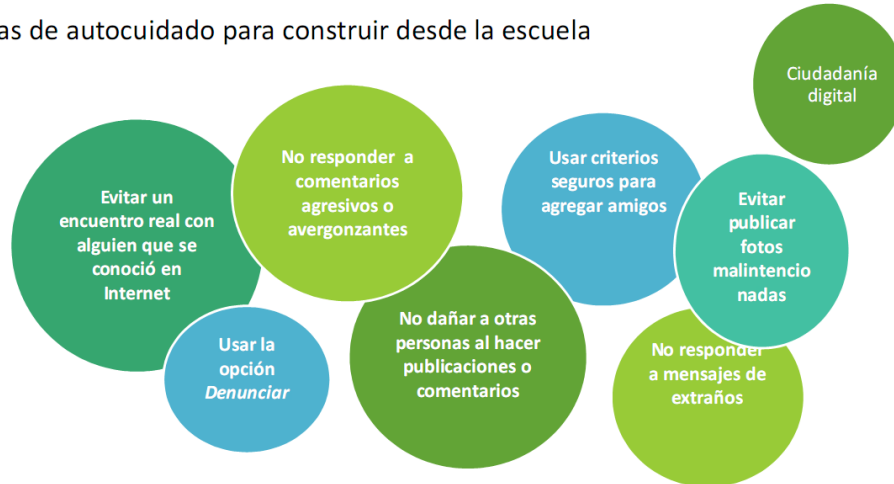 as de autocuidado para construir desde la escuela
Ciudadanía
digital
Evitar un
encuentro real con
alguien que se
conoció en
Internet
No responder a
comentarios
agresivos o
avergonzantes
Usar criterios
seguros para
agregar amigos
Evitar
publicar
fotos
malintencio
nadas
Usar la
opción
Denunciar
No dañar a otras
personas al hacer
publicaciones o
comentarios
No responder
a mensajes de
extraños